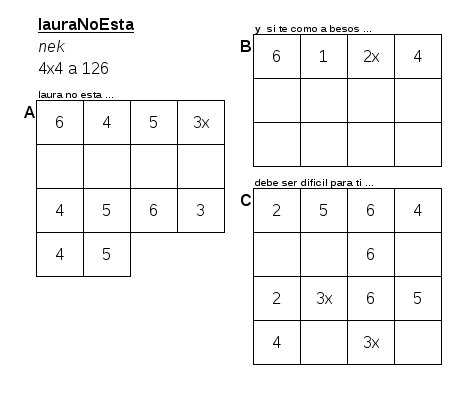 lauraNoEsta
nek
4x4 a 126
laura no esta ...
A
6 4 5 3x
4 5 6 3
4 5
y si te como a besos ...
B
6 1 2x 4
debe ser dificil para ti ...
C
2 5 6 4
6
2 3x 6 5
4 3x